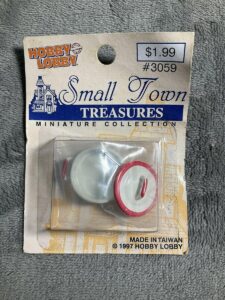 HOBBY
LOBBY
$1.99
#3059
Small Town
TREASURES
MINIATURE COLLECTION
MADE IN TAIWAN
© 1997 HOBBY LOBBY